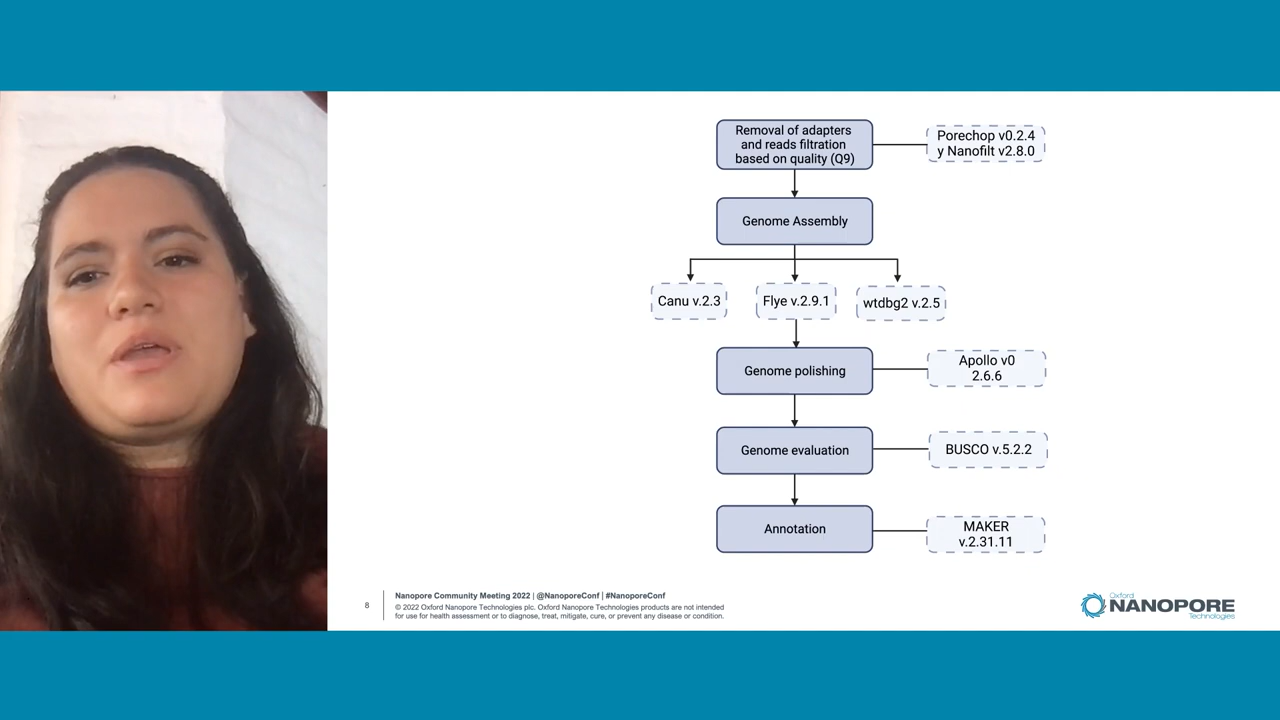 Removal of adapters
and reads filtration
based on quality (Q9)
Porechop v0.2.4
y Nanofilt v2.8.0
Genome Assembly
Canu v.2.3
Flye v.2.9.1
wtdbg2 v.2.5
Genome polishing
Apollo v0
2.6.6
Genome evaluation
BUSCO v.5.2.2
Annotation
MAKER
v.2.31.11
8
Nanopore Community Meeting 2022 | @NanoporeConf | #NanoporeConf
© 2022 Oxford Nanopore Technologies plc. Oxford Nanopore Technologies products are not intended
for use for health assessment or to diagnose, treat, mitigate, cure, or prevent any disease or condition.
Oxford
NANOPORE
Technologies